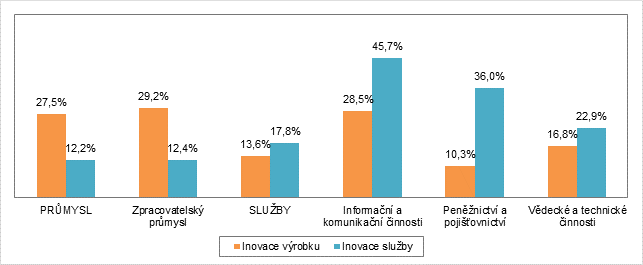 45,7%
36,0%
27,5%
29,2%
28,5%
22,9%
12,2%
12,4%
13,6%
17,8%
10,3%
16,8%
PRŮMYSL
Zpracovatelský
průmysl
SLUŽBY
Informační a
komunikační činnosti
Peněžnictví a
pojišťovnictví
Vědecké a technické
činnosti
Inovace výrobku
Inovace služby